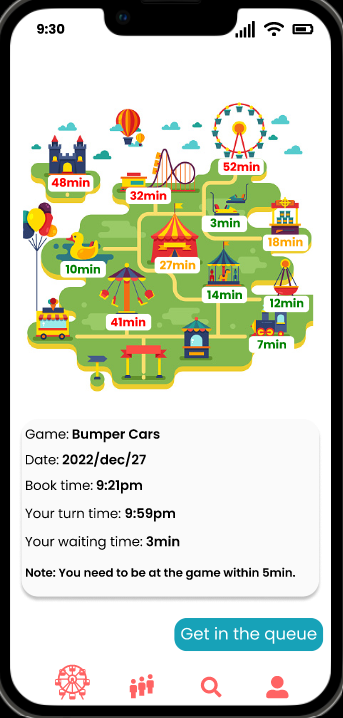 9:30
52min
48min
32min
3min
18min
27min
10min
14min
12min
41min
7min
Game: Bumper Cars
Date: 2022/dec/27
Book time: 9:21pm
Your turn time: 9:59pm
Your waiting time: 3min
Note: You need to be at the game within 5min.
Get in the queue